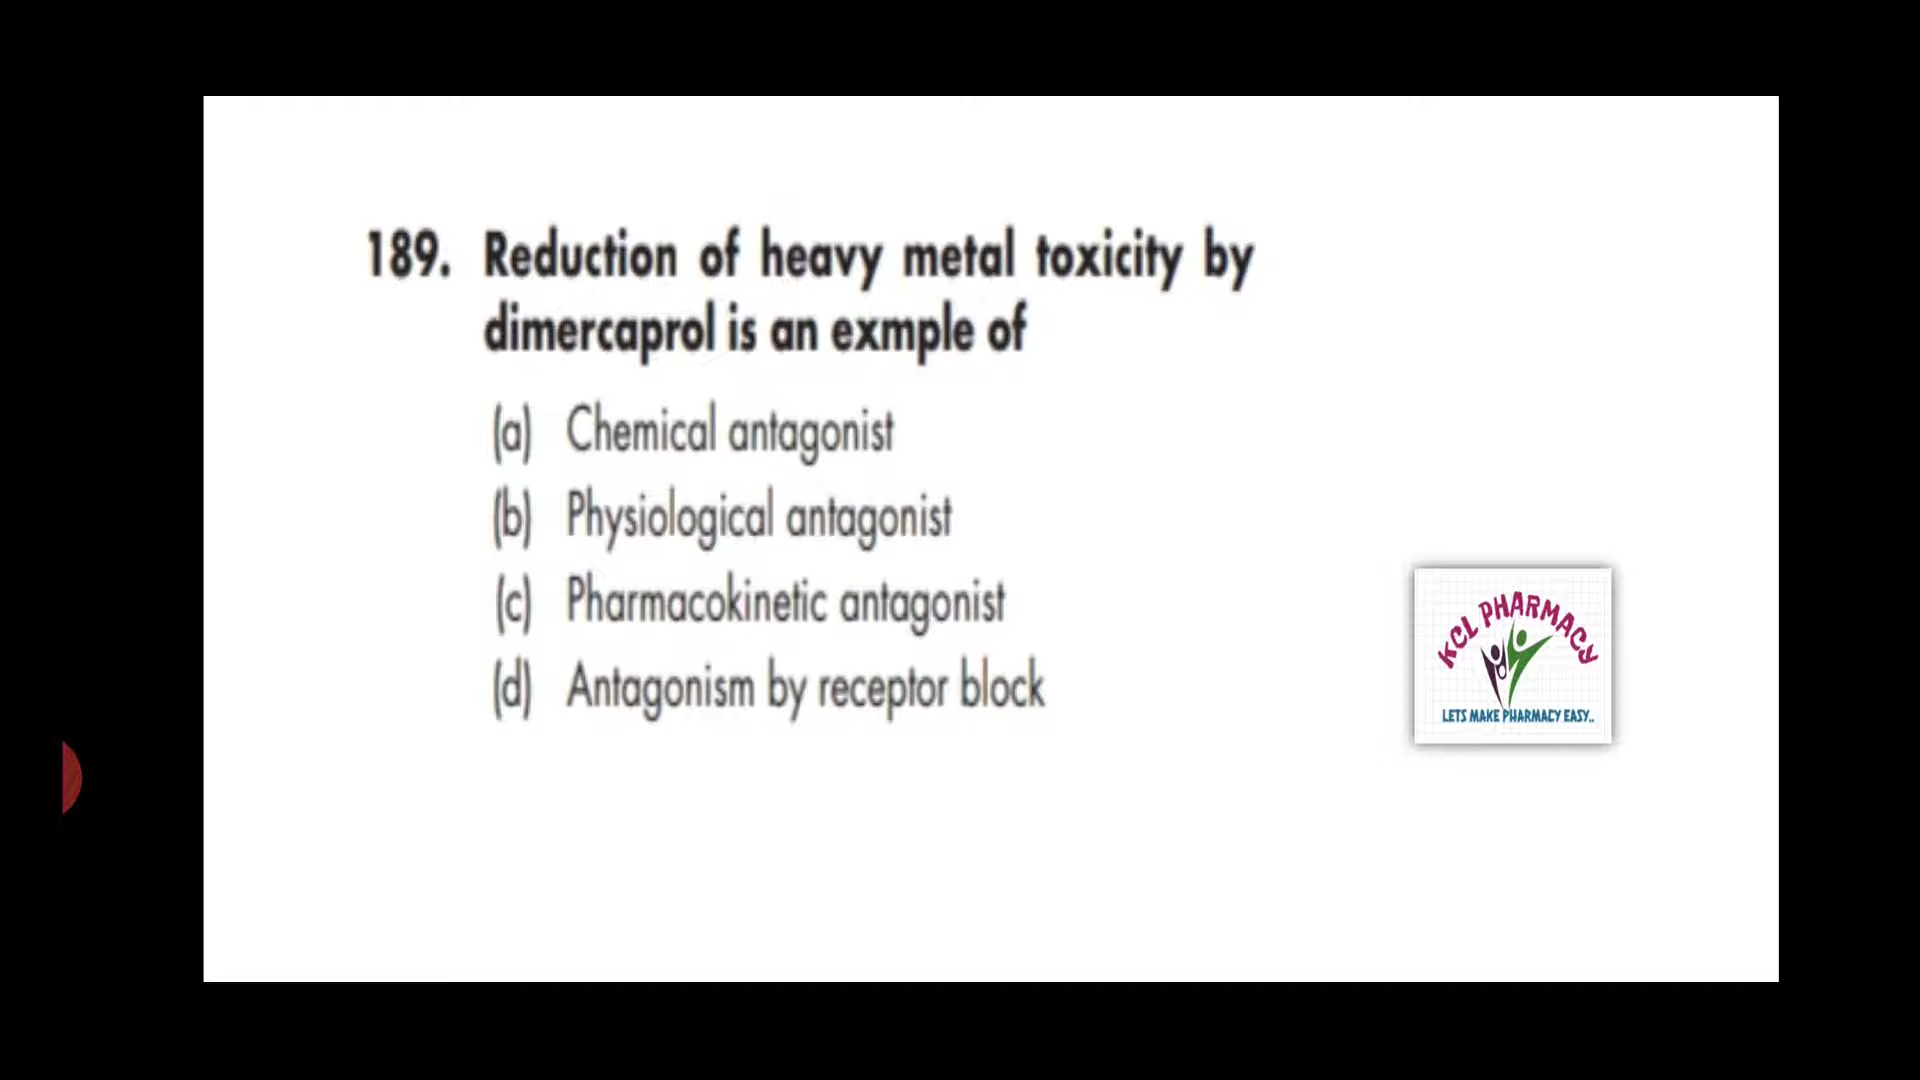 189. Reduction of heavy metal toxicity by
dimercaprol is an exmple of
(a) Chemical antagonist
(b) Physiological antagonist
(c) Pharmacokinetic antagonist
(d) Antagonism by receptor block
KCL PHARMACY
LETS MAKE PHARMACY EASY..